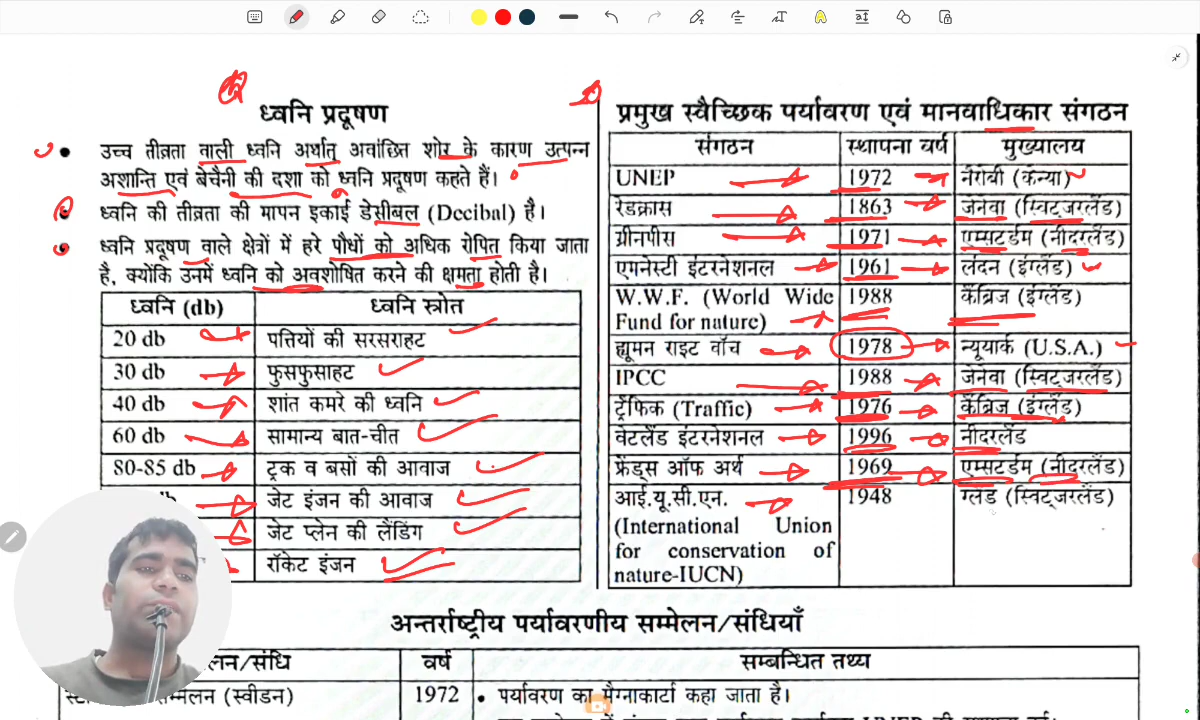 ध्वनि प्रदूषण
उच्च तीव्रता वाली ध्वनि अर्थात् अवांछित शोर के कारण उत्पन्न
अशान्ति एवं बेचैनी की दशा को ध्वनि प्रदूषण कहते हैं।
ध्वनि की तीव्रता की मापन इकाई डेसीबल (Decibal) है।
ध्वनि प्रदूषण वाले क्षेत्रों में हरे पौधों को अधिक रोपित किया जाता
है, क्योंकि उनमें ध्वनि को अवशोषित करने की क्षमता होती है।
ध्वनि (db) ध्वनि स्त्रोत
20 db पत्तियों की सरसराहट
30 db फुसफुसाहट
40 db शांत कमरे की ध्वनि
60 db सामान्य बात-चीत
80-85 db ट्रक व बसों की आवाज
जेट इंजन की आवाज
जेट प्लेन की लैंडिंग
रॉकेट इंजन
प्रमुख स्वैच्छिक पर्यावरण एवं मानवाधिकार संगठन
संगठन स्थापना वर्ष मुख्यालय
UNEP 1972 नैरोबी (केन्या)
रेडक्रास 1863 जेनेवा (स्विट्जरलैंड)
ग्रीनपीस 1971 एम्सटर्डम (नीदरलैंड)
एमनेस्टी इंटरनेशनल 1961 लंदन (इंग्लैंड)
W.W.F. (World Wide 1988 कैंब्रिज (इंग्लैंड)
Fund for nature)
ह्यूमन राइट वॉच 1978 न्यूयार्क (U.S.A.)
IPCC 1988 जेनेवा (स्विट्जरलैंड)
ट्रैफिक (Traffic) 1976 कैंब्रिज (इंग्लैंड)
वेटलैंड इंटरनेशनल 1996 नीदरलैंड
फ्रेंड्स ऑफ अर्थ 1969 एम्सटर्डम (नीदरलैंड)
आई.यू.सी.एन. 1948 ग्लैंड (स्विट्जरलैंड)
(International Union
for conservation of
nature-IUCN)
अन्तर्राष्ट्रीय पर्यावरणीय सम्मेलन/संधियाँ
वर्ष सम्बन्धित तथ्य
(स्वीडन) 1972 • पर्यावरण का मैग्नाकार्टा कहा जाता है।